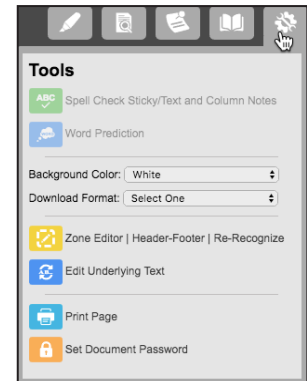 Tools
ABC Spell Check Sticky/Text and Column Notes
Word Prediction
Background Color: White
Download Format: Select One
Zone Editor | Header-Footer | Re-Recognize
Edit Underlying Text
Print Page
Set Document Password